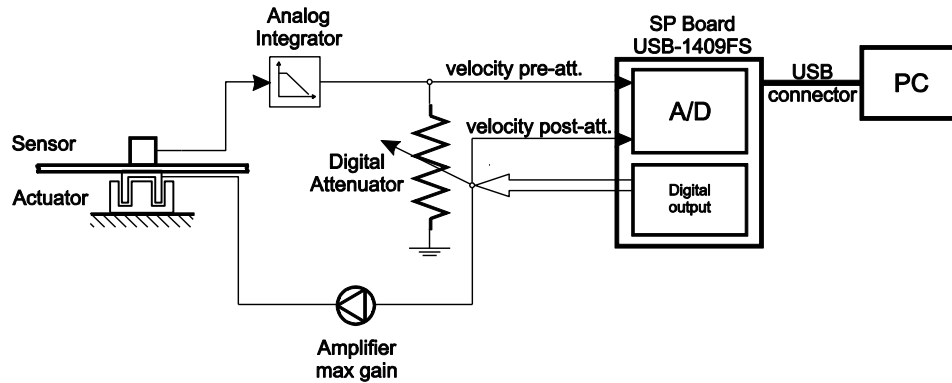 Analog
Integrator
SP Board
USB-1409FS
velocity pre-att.
A/D
USB
connector
PC
velocity post-att.
Sensor
Digital
Attenuator
Actuator
Digital
output
Amplifier
max gain